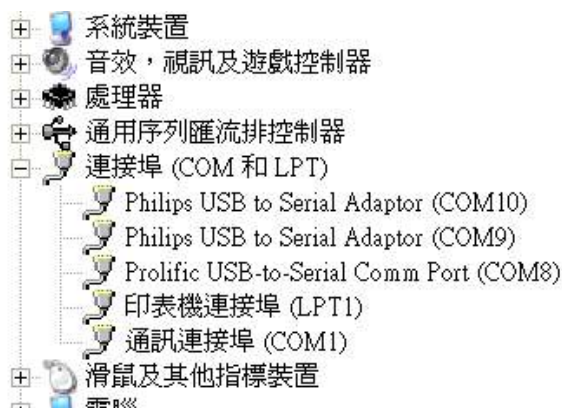 系統裝置
音效，視訊及遊戲控制器
處理器
通用序列匯流排控制器
連接埠 (COM 和 LPT)
Philips USB to Serial Adaptor (COM10)
Philips USB to Serial Adaptor (COM9)
Prolific USB-to-Serial Comm Port (COM8)
印表機連接埠 (LPT1)
通訊連接埠 (COM1)
滑鼠及其他指標裝置
電腦